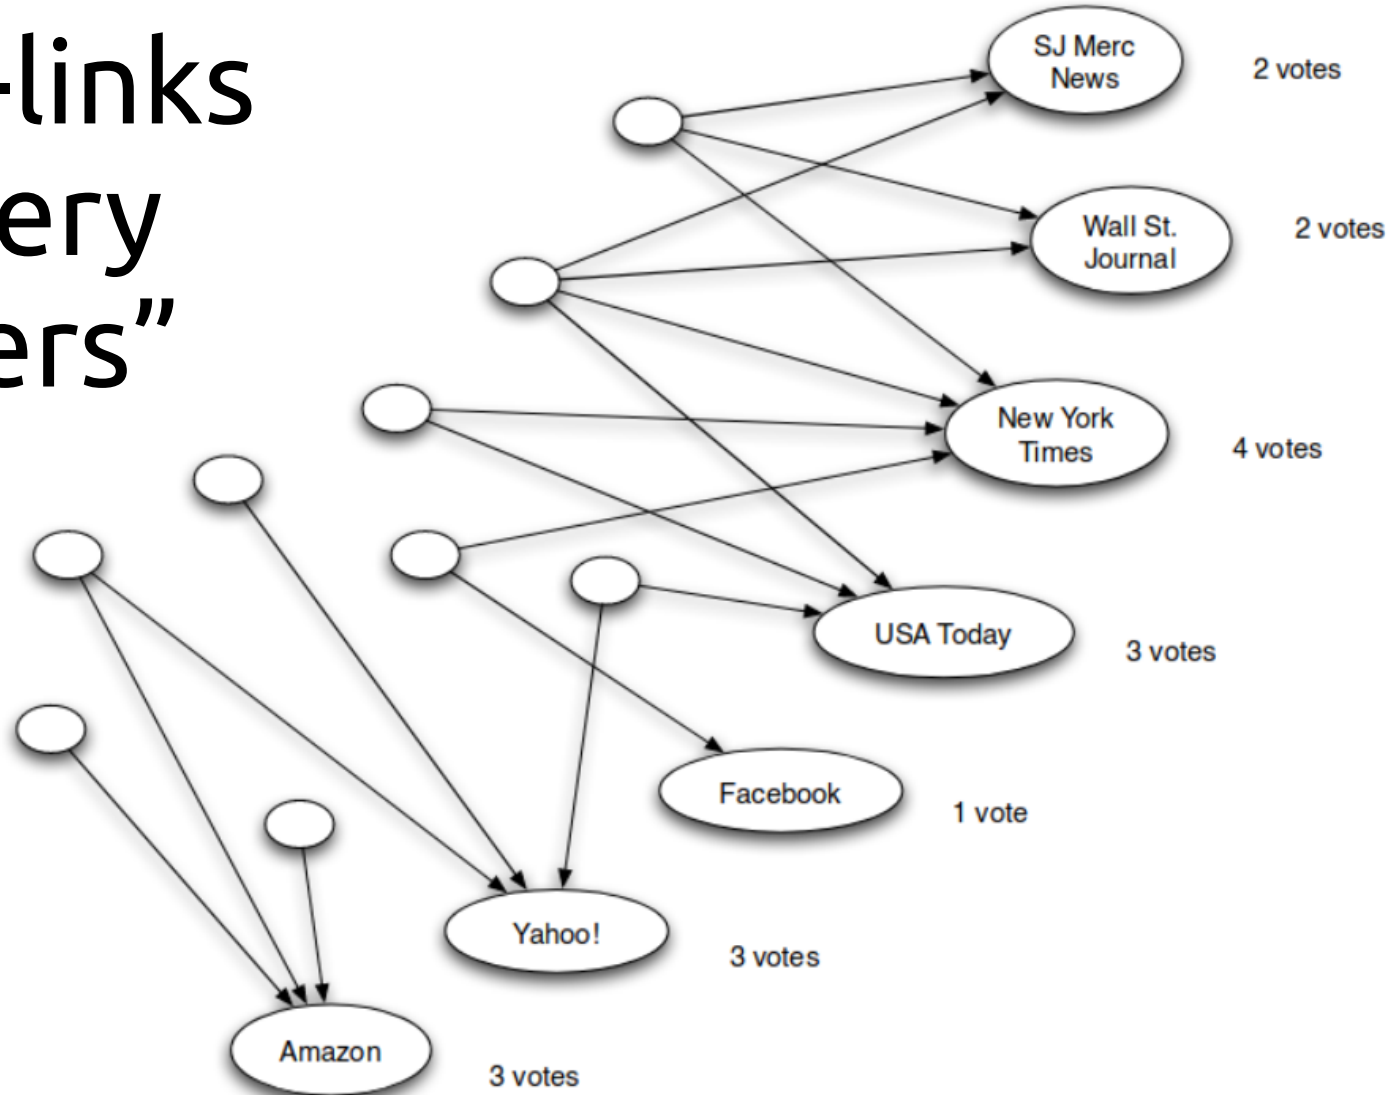 -links
ery
ers”
SJ Merc
News
2 votes
Wall St.
Journal
2 votes
New York
Times
4 votes
USA Today
3 votes
Facebook
1 vote
Yahoo!
3 votes
Amazon
3 votes